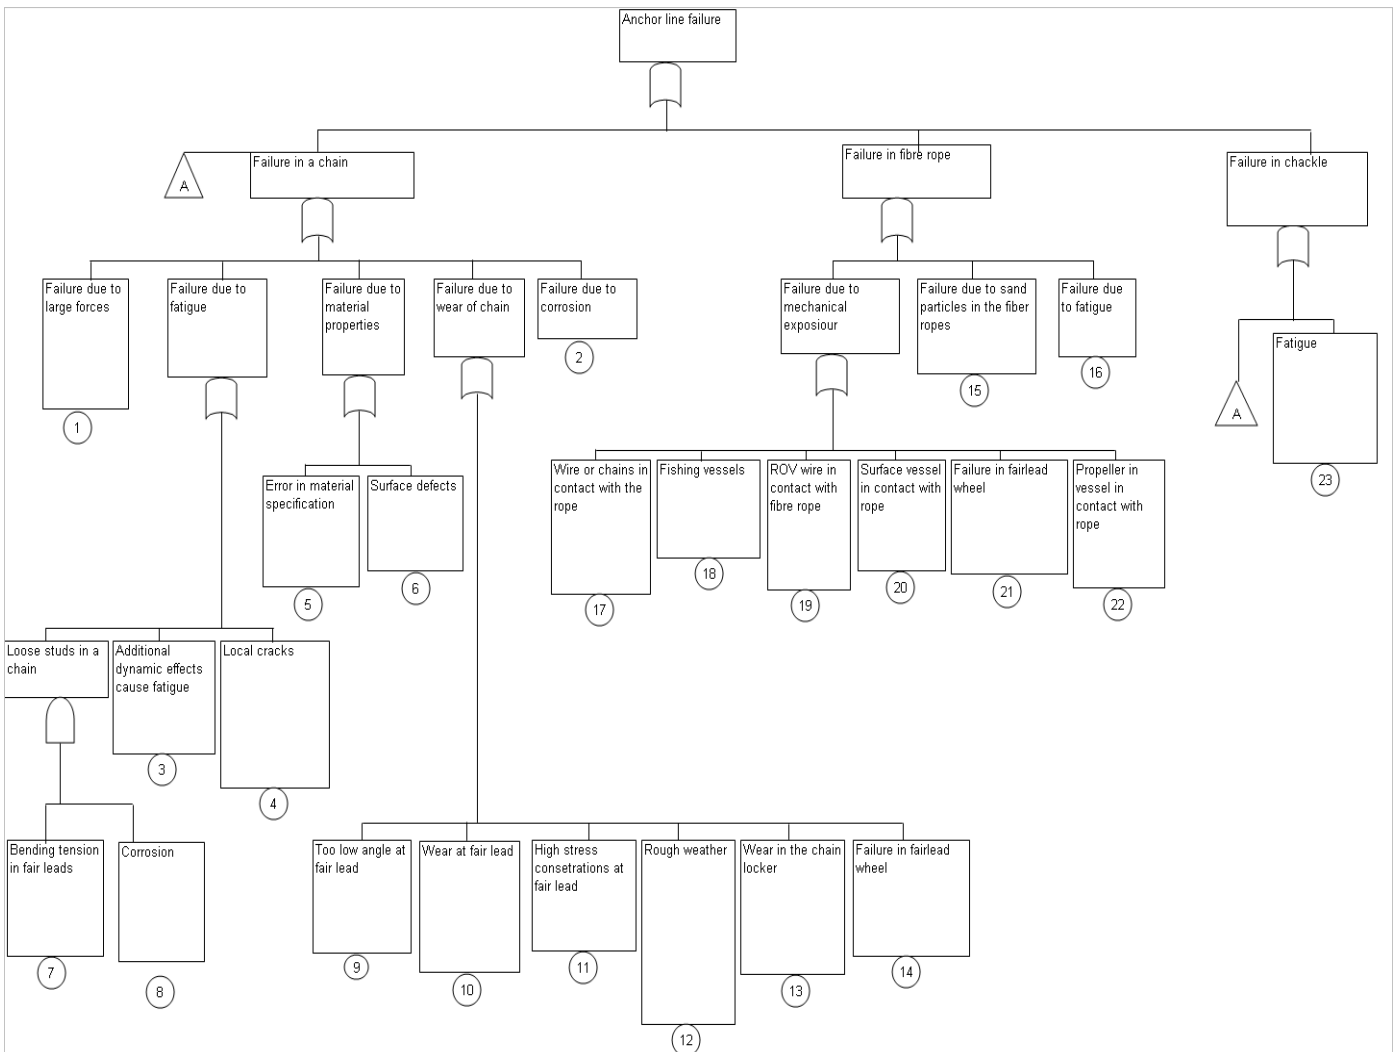 Anchor line failure
A
Failure in a chain
Failure in fibre rope
Failure in chackle
Failure due to
large forces
1
Failure due to
fatigue
Failure due to
material
properties
Failure due to
wear of chain
Failure due to
corrosion
2
Failure due to
mechanical
exposiour
Failure due to sand
particles in the fiber
ropes
15
Failure due
to fatigue
16
Fatigue
A
23
Error in material
specification
5
Surface defects
6
Wire or chains in
contact with the
rope
17
Fishing vessels
18
ROV wire in
contact with
fibre rope
19
Surface vessel
in contact with
rope
20
Failure in fairlead
wheel
21
Propeller in
vessel in
contact with
rope
22
Loose studs in a
chain
Additional
dynamic effects
cause fatigue
3
Local cracks
4
Bending tension
in fair leads
7
Corrosion
8
Too low angle at
fair lead
9
Wear at fair lead
10
High stress
consetrations at
fair lead
11
Rough weather
12
Wear in the chain
locker
13
Failure in fairlead
wheel
14